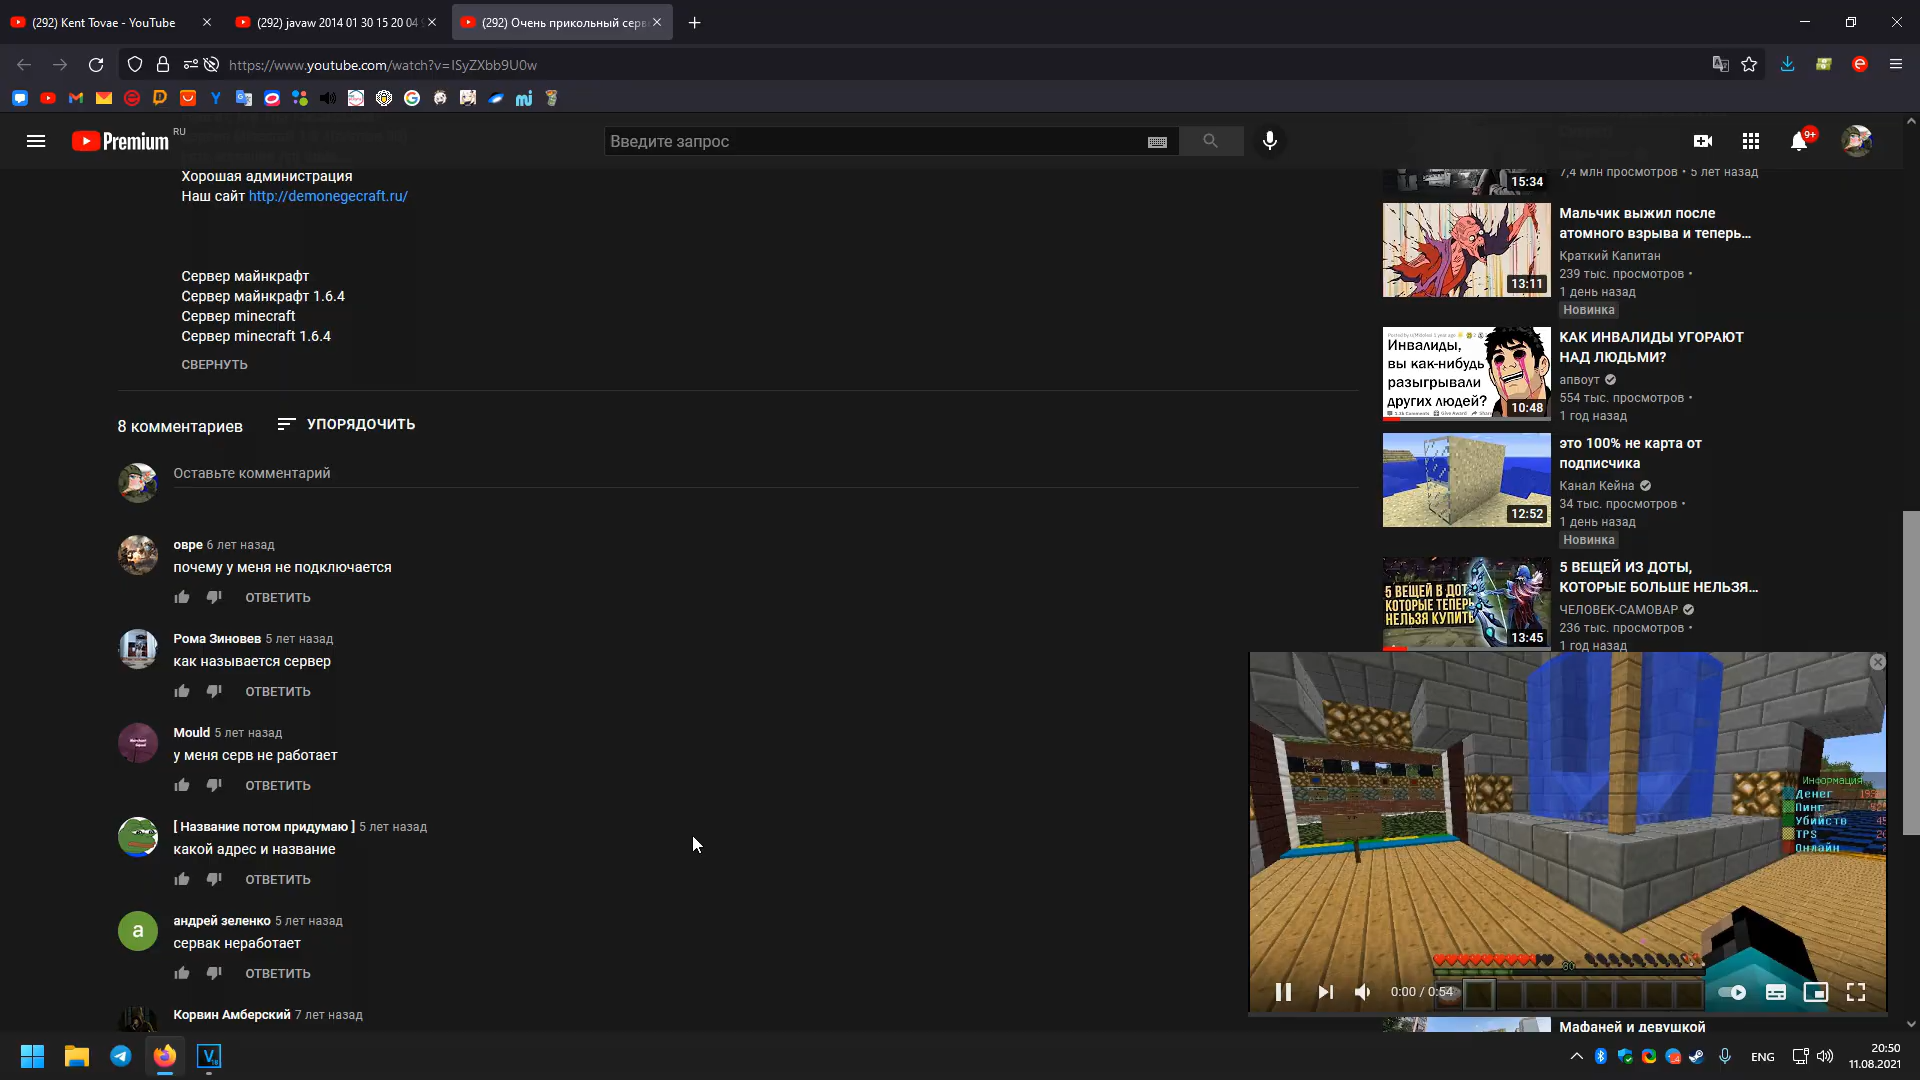 (292) Kent Tovae - YouTube
(292) javaw 2014 01 30 15 20 04
(292) Очень прикольный серв
https://www.youtube.com/watch?v=ISyZXbb9U0w
Premium
RU
Введите запрос
9+
Хорошая администрация
Наш сайт http://demonegecraft.ru/
Сервер майнкрафт
Сервер майнкрафт 1.6.4
Сервер minecraft
Сервер minecraft 1.6.4
СВЕРНУТЬ
8 комментариев
УПОРЯДОЧИТЬ
Оставьте комментарий
овре 6 лет назад
почему у меня не подключается
ОТВЕТИТЬ
Рома Зиновев 5 лет назад
как называется сервер
ОТВЕТИТЬ
Mould 5 лет назад
у меня серв не работает
ОТВЕТИТЬ
[ Название потом придумаю ] 5 лет назад
какой адрес и название
ОТВЕТИТЬ
a
андрей зеленко 5 лет назад
сервак неработает
ОТВЕТИТЬ
Корвин Амберский 7 лет назад
15:34
7,4 млн просмотров • 5 лет назад
13:11
Мальчик выжил после
атомного взрыва и теперь...
Краткий Капитан
239 тыс. просмотров •
1 день назад
Новинка
Инвалиды,
вы как-нибудь
разыгрывали
других людей?
10:48
КАК ИНВАЛИДЫ УГОРАЮТ
НАД ЛЮДЬМИ?
апвоут
554 тыс. просмотров •
1 год назад
12:52
это 100% не карта от
подписчика
Канал Кейна
34 тыс. просмотров •
1 день назад
Новинка
5 ВЕЩЕЙ В ДОТ
КОТОРЫЕ ТЕПЕРЬ
НЕЛЬЗЯ КУПИТЬ
13:45
5 ВЕЩЕЙ ИЗ ДОТЫ,
КОТОРЫЕ БОЛЬШЕ НЕЛЬЗЯ...
ЧЕЛОВЕК-САМОВАР
236 тыс. просмотров •
1 год назад
Информация
Денег
Пинг
Убийств
TPS
Онлайн
0:00 / 0:54
Мафаней и девушкой
ENG
20:50
11.08.2021